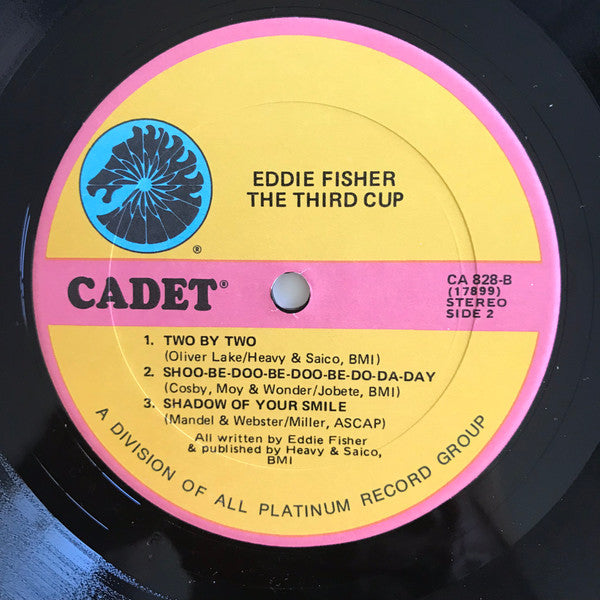 EDDIE FISHER
THE THIRD CUP
®
CADET®
CA 828-B
(17899)
STEREO
SIDE 2
1. TWO BY TWO
(Oliver Lake/Heavy & Saico, BMI)
2. SHOO-BE-DOO-BE-DOO-BE-DO-DA-DAY
(Cosby, Moy & Wonder/Jobete, BMI)
3. SHADOW OF YOUR SMILE
(Mandel & Webster/Miller, ASCAP)
All written by Eddie Fisher
& published by Heavy & Saico,
BMI
A DIVISION OF ALL PLATINUM RECORD GROUP